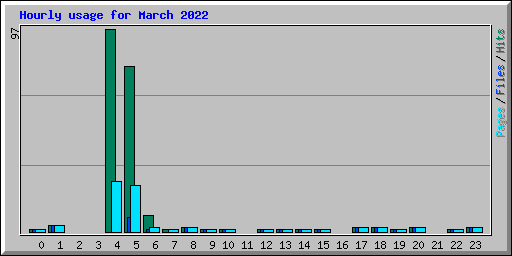 Hourly usage for March 2022
97
Pages/Files/Hits
0 1 2 3 4 5 6 7 8 9 10 11 12 13 14 15 16 17 18 19 20 21 22 23